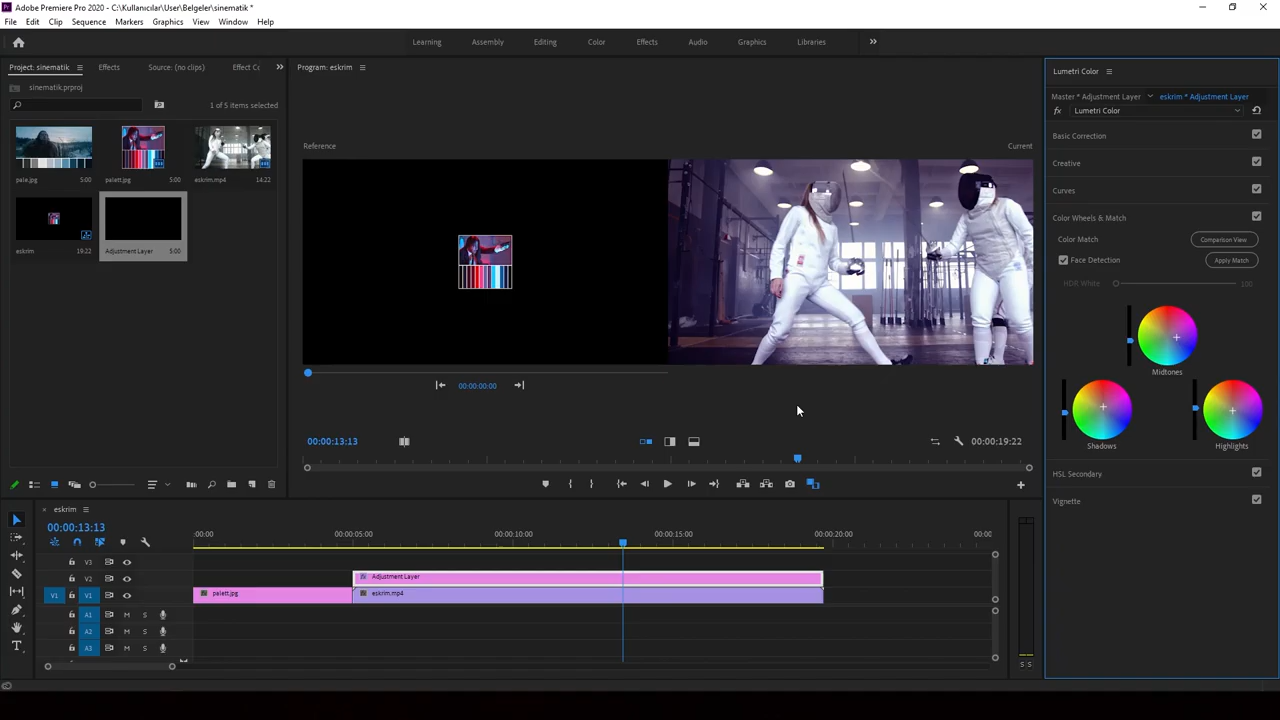 Adobe Premiere Pro 2020 - C:\Kullanıcılar\User\Belgeler\sinematik *
File Edit Clip Sequence Markers Graphics View Window Help
Learning Assembly Editing Color Effects Audio Graphics Libraries
Project: sinematik Effects Source: (no clips) Effect Co
sinematik.prproj
1 of 5 items selected
pale.jpg 5:00 palett.jpg 5:00 eskrim.mp4 14:22
eskrim 19:22 Adjustment Layer 5:00
Program: eskrim
Reference Current
00:00:00:00
00:00:13:13 00:00:19:22
Lumetri Color
Master * Adjustment Layer eskrim * Adjustment Layer
fx Lumetri Color
Basic Correction
Creative
Curves
Color Wheels & Match
Color Match Comparison View
Face Detection Apply Match
HDR White 100
Midtones
Shadows Highlights
HSL Secondary
Vignette
eskrim
00:00:13:13
:00:00 00:00:05:00 00:00:10:00 00:00:15:00 00:00:20:00 00:00
V3
V2 Adjustment Layer
V1 V1 palett.jpg eskrim.mp4
A1 M S
A2 M S
A3 M S
S S